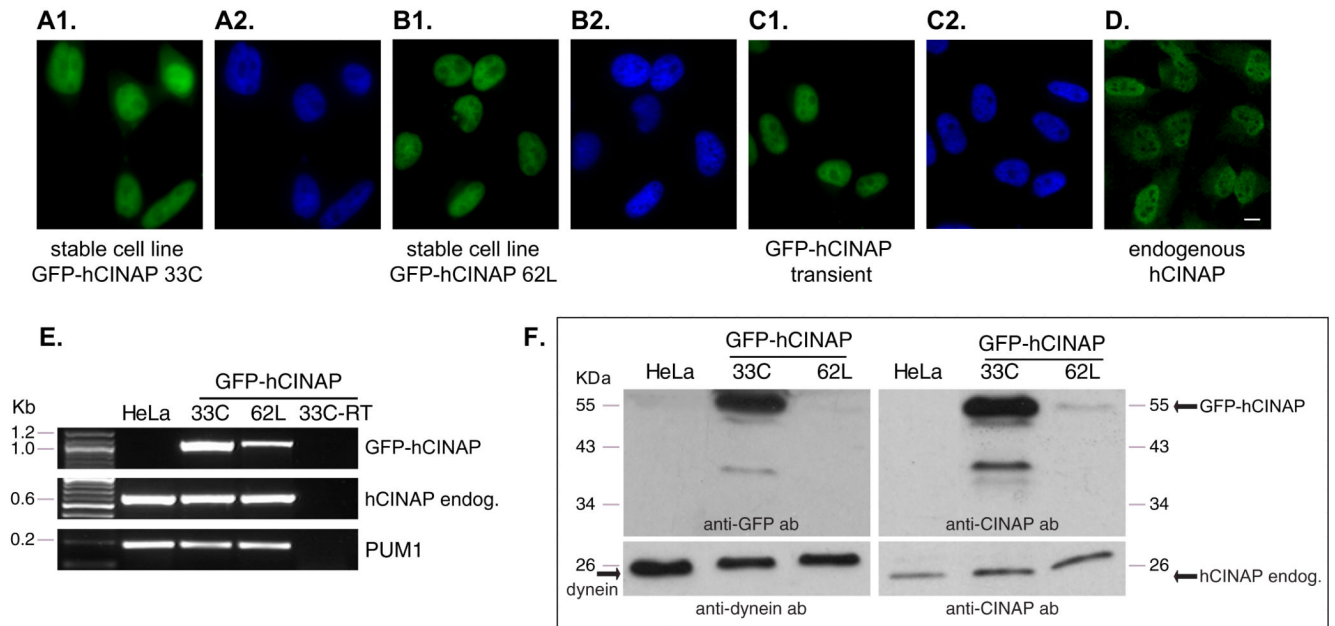 A1. A2. B1. B2. C1. C2. D.
stable cell line
GFP-hCINAP 33C
stable cell line
GFP-hCINAP 62L
GFP-hCINAP
transient
endogenous
hCINAP
E.
GFP-hCINAP
Kb HeLa 33C 62L 33C-RT
1.2
1.0
GFP-hCINAP
0.6
hCINAP endog.
0.2
PUM1
F.
GFP-hCINAP GFP-hCINAP
KDa HeLa 33C 62L HeLa 33C 62L
55 55 GFP-hCINAP
43 43
34 34
anti-GFP ab anti-CINAP ab
26 26
dynein hCINAP endog.
anti-dynein ab anti-CINAP ab